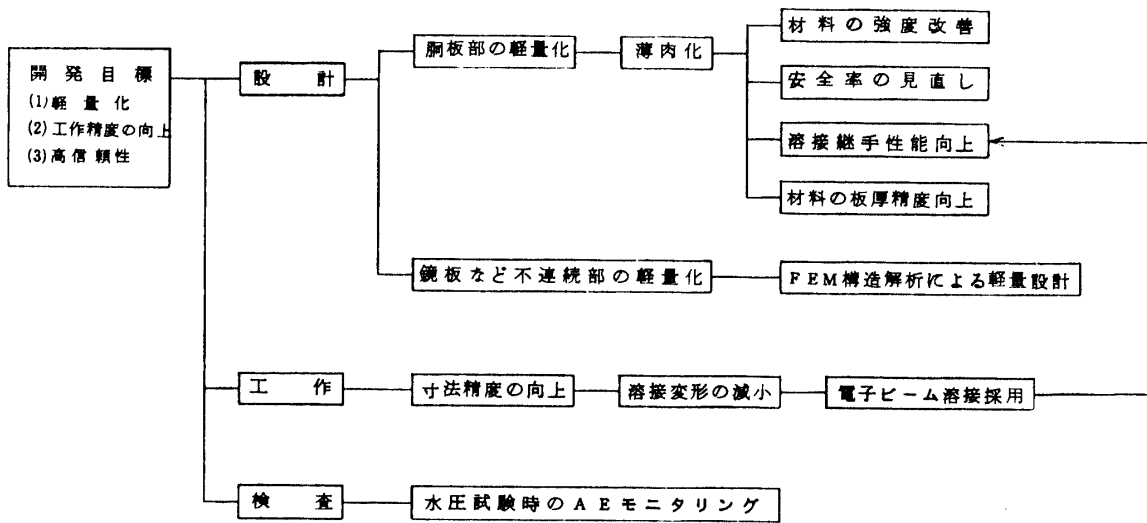 開発目標
(1)軽量化
(2)工作精度の向上
(3)高信頼性
設計
胴板部の軽量化
薄肉化
材料の強度改善
安全率の見直し
溶接継手性能向上
材料の板厚精度向上
鏡板など不連続部の軽量化
FEM構造解析による軽量設計
工作
寸法精度の向上
溶接変形の減小
電子ビーム溶接採用
検査
水圧試験時のAEモニタリング